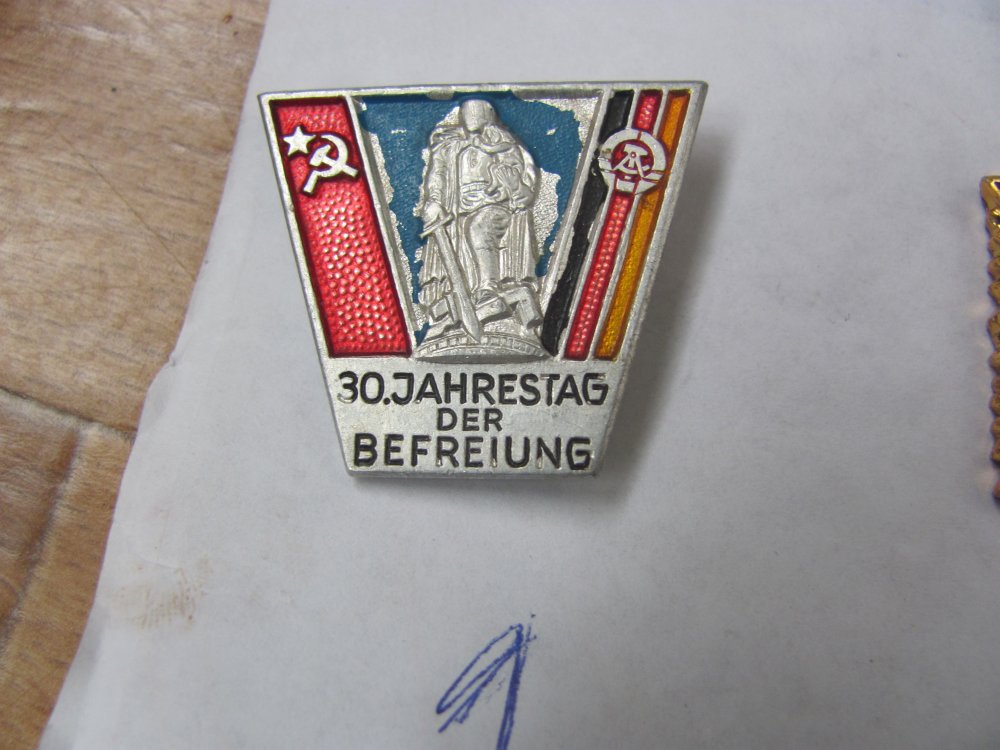 30. JAHRESTAG
DER
BEFREIUNG
1